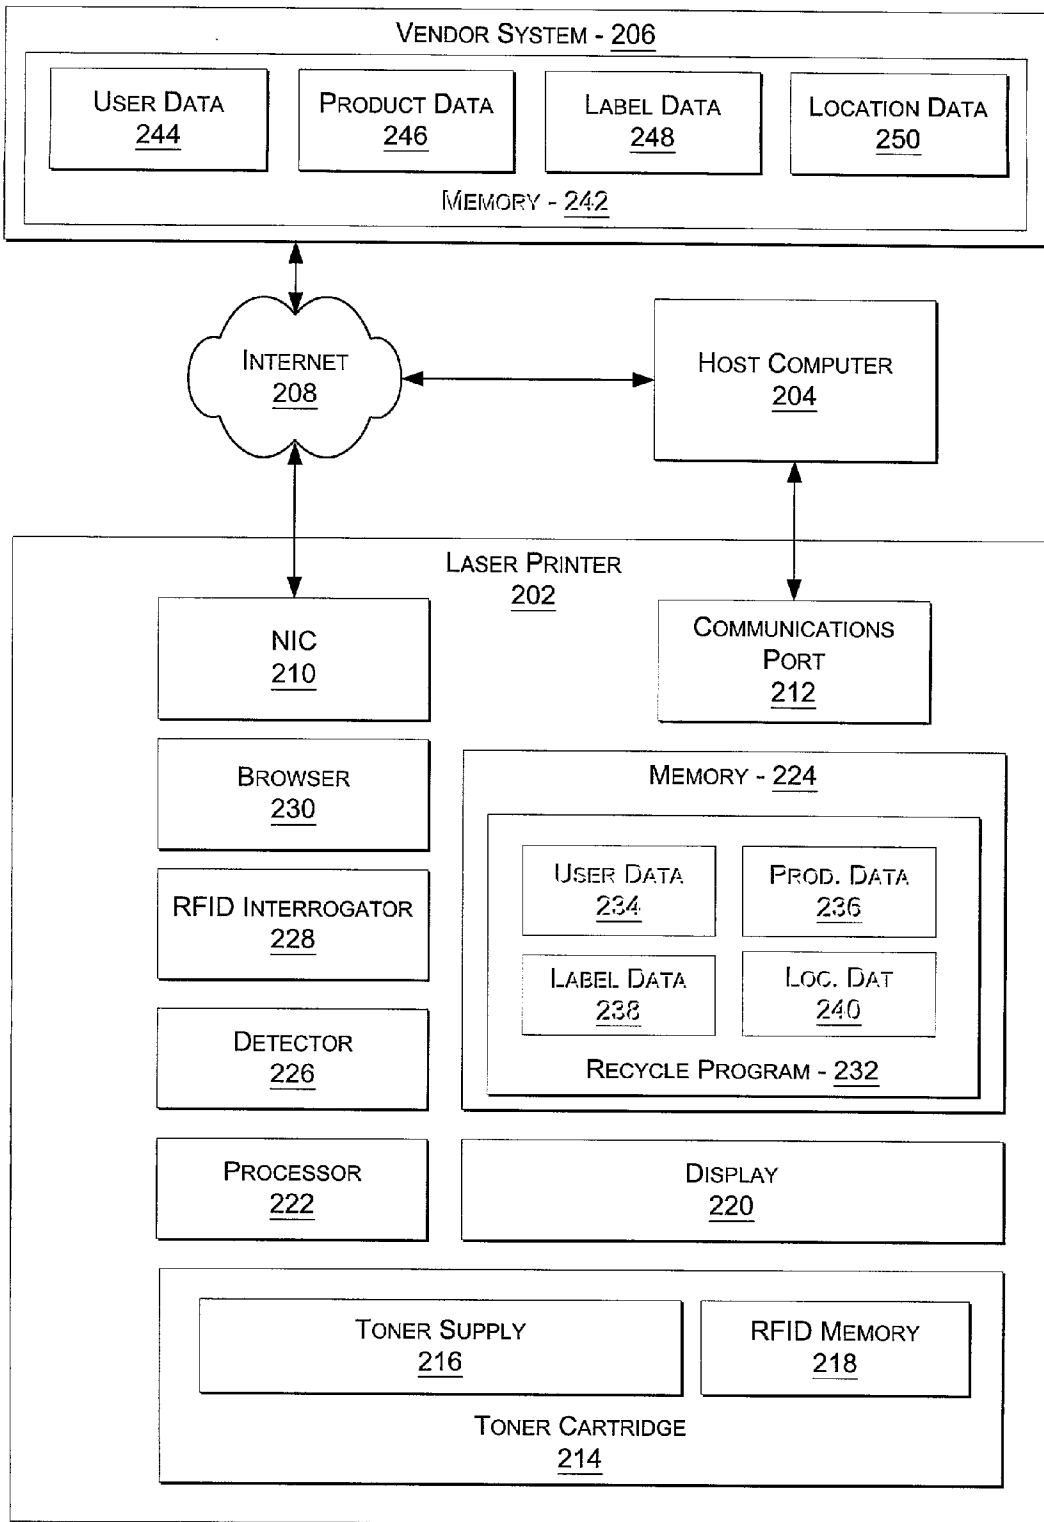 VENDOR SYSTEM - 206
USER DATA
244
PRODUCT DATA
246
LABEL DATA
248
LOCATION DATA
250
MEMORY - 242
INTERNET
208
HOST COMPUTER
204
LASER PRINTER
202
NIC
210
COMMUNICATIONS
PORT
212
BROWSER
230
MEMORY - 224
USER DATA
234
PROD. DATA
236
RFID INTERROGATOR
228
LABEL DATA
238
LOC. DAT
240
DETECTOR
226
RECYCLE PROGRAM - 232
PROCESSOR
222
DISPLAY
220
TONER SUPPLY
216
RFID MEMORY
218
TONER CARTRIDGE
214